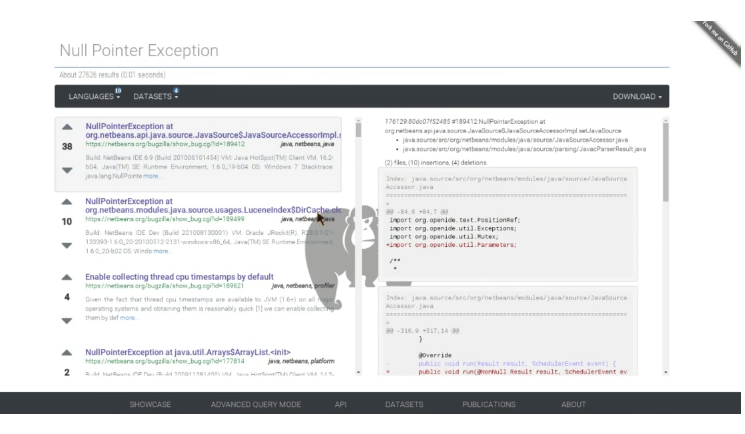 Fork me on GitHub
Null Pointer Exception
About 27626 results (0.01 seconds)
LANGUAGES 10 DATASETS 4 DOWNLOAD
38
NullPointerException at
org.netbeans.api.java.source.JavaSource$JavaSourceAccessorImpl.s
https://netbeans.org/bugzilla/show_bug.cgi?id=189412 java, netbeans, java
Build: NetBeans IDE 6.9 (Build 201006101454) VM: Java HotSpot(TM) Client VM, 16.2-
b04, Java(TM) SE Runtime Environment, 1.6.0_19-b04 OS: Windows 7 Stacktrace:
java.lang.NullPointe more...
10
NullPointerException at
org.netbeans.modules.java.source.usages.LuceneIndex$DirCache.clo
https://netbeans.org/bugzilla/show_bug.cgi?id=189499 java, netbeans, java
Build: NetBeans IDE Dev (Build 201008130001) VM: Oracle JRockit(R),
133393-1.6.0_20-20100512-2131-windows-x86_64, Java(TM) SE Runtime Environment,
1.6.0_20-b02 OS: Windo more...
4
Enable collecting thread cpu timestamps by default
https://netbeans.org/bugzilla/show_bug.cgi?id=189621 java, netbeans, profiler
Given the fact that thread cpu timestamps are available to JVM (1.6+) on all major
operating systems and obtaining them is reasonably quick [1] we can enable collecting
them by def more...
2
NullPointerException at java.util.Arrays$ArrayList.<init>
https://netbeans.org/bugzilla/show_bug.cgi?id=177814 java, netbeans, platform
Build: NetBeans IDE Dev (Build 200911281400) VM: Java HotSpot(TM) Client VM, 14.2-
176129:80dc07f52485 #189412:NullPointerException at
org.netbeans.api.java.source.JavaSource$JavaSourceAccessorImpl.setJavaSource
• java.source/src/org/netbeans/modules/java/source/JavaSourceAccessor.java
• java.source/src/org/netbeans/modules/java/source/parsing/JavacParserResult.java
(2) files, (10) insertions, (4) deletions.
Index: java.source/src/org/netbeans/modules/java/source/JavaSource
Accessor.java
=
@@ -84,6 +84,7 @@
import org.openide.text.PositionRef;
import org.openide.util.Exceptions;
import org.openide.util.Mutex;
+import org.openide.util.Parameters;
/**
*
Index: java.source/src/org/netbeans/modules/java/source/JavaSource
Accessor.java
=
@@ -316,9 +317,14 @@
}
@Override
- public void run(Result result, SchedulerEvent event) {
+ public void run(@NonNull Result result, SchedulerEvent ev
SHOWCASE ADVANCED QUERY MODE API DATASETS PUBLICATIONS ABOUT